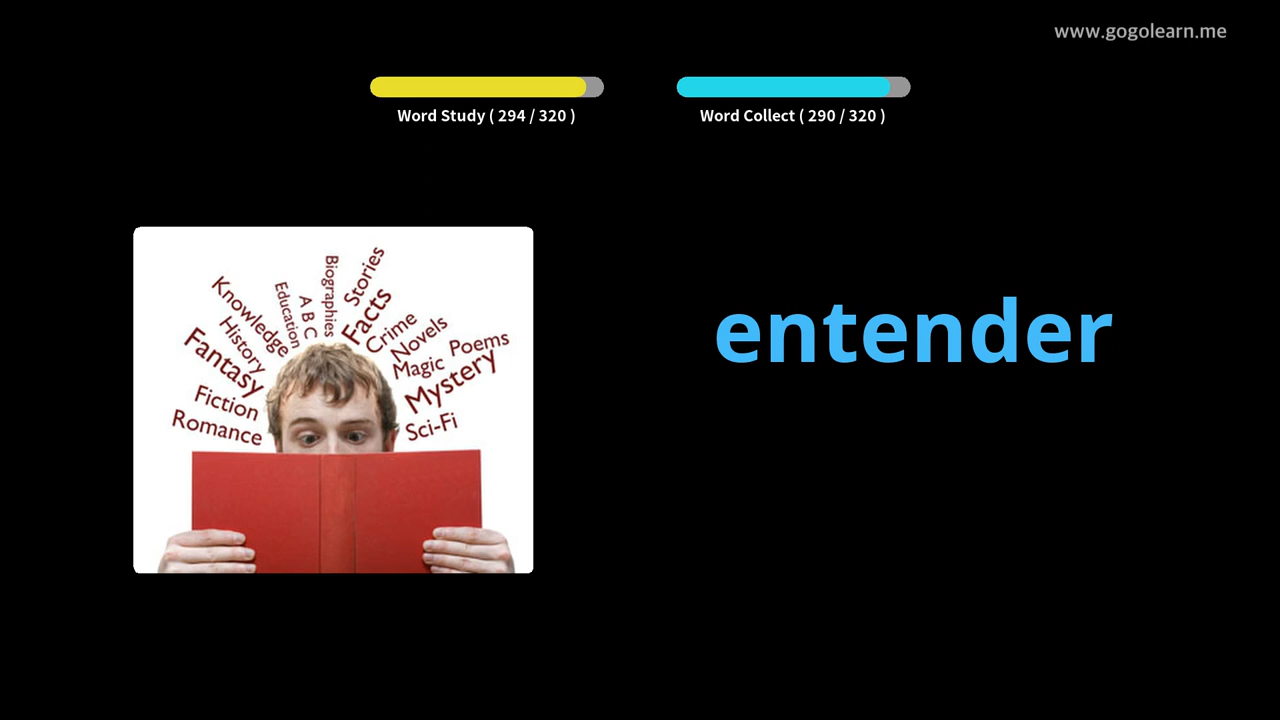 www.gogolearn.me
Word Study ( 294 / 320 )
Word Collect ( 290 / 320 )
entender
Romance
Fiction
Fantasy
History
Knowledge
Education
A B C
Biographies
Stories
Facts
Crime
Novels
Magic
Poems
Mystery
Sci-Fi